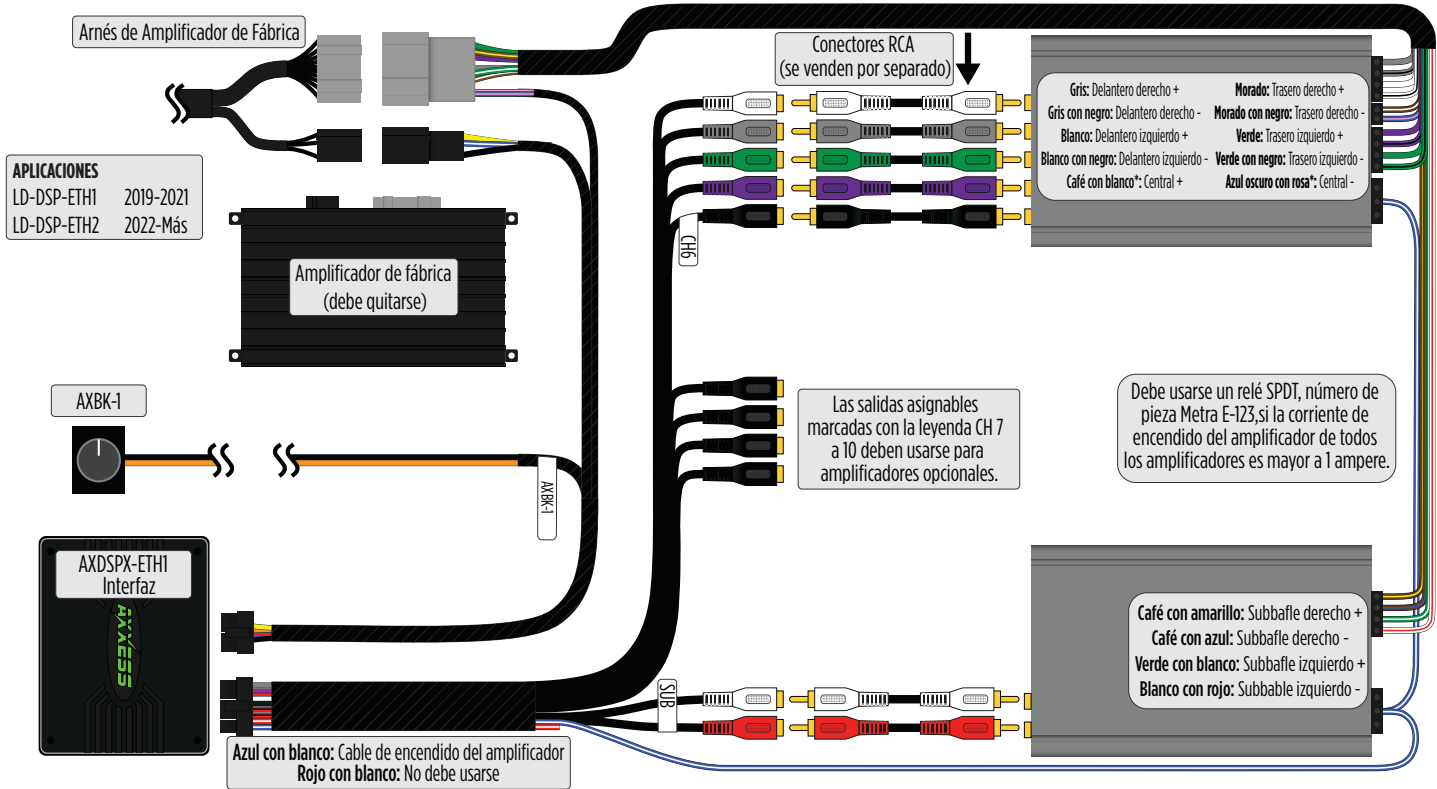 Arnés de Amplificador de Fábrica
APLICACIONES
LD-DSP-ETH1 2019-2021
LD-DSP-ETH2 2022-Más
Amplificador de fábrica
(debe quitarse)
AXBK-1
AXBK-1
AXDSPX-ETH1
Interfaz
AXXESS
Azul con blanco: Cable de encendido del amplificador
Rojo con blanco: No debe usarse
Conectores RCA
(se venden por separado)
CH6
SUB
Las salidas asignables
marcadas con la leyenda CH 7
a 10 deben usarse para
amplificadores opcionales.
Gris: Delantero derecho +
Gris con negro: Delantero derecho -
Blanco: Delantero izquierdo +
Blanco con negro: Delantero izquierdo -
Café con blanco*: Central +
Morado: Trasero derecho +
Morado con negro: Trasero derecho -
Verde: Trasero izquierdo +
Verde con negro: Trasero izquierdo -
Azul oscuro con rosa*: Central -
Debe usarse un relé SPDT, número de
pieza Metra E-123,si la corriente de
encendido del amplificador de todos
los amplificadores es mayor a 1 ampere.
Café con amarillo: Subbafle derecho +
Café con azul: Subbafle derecho -
Verde con blanco: Subbafle izquierdo +
Blanco con rojo: Subbable izquierdo -